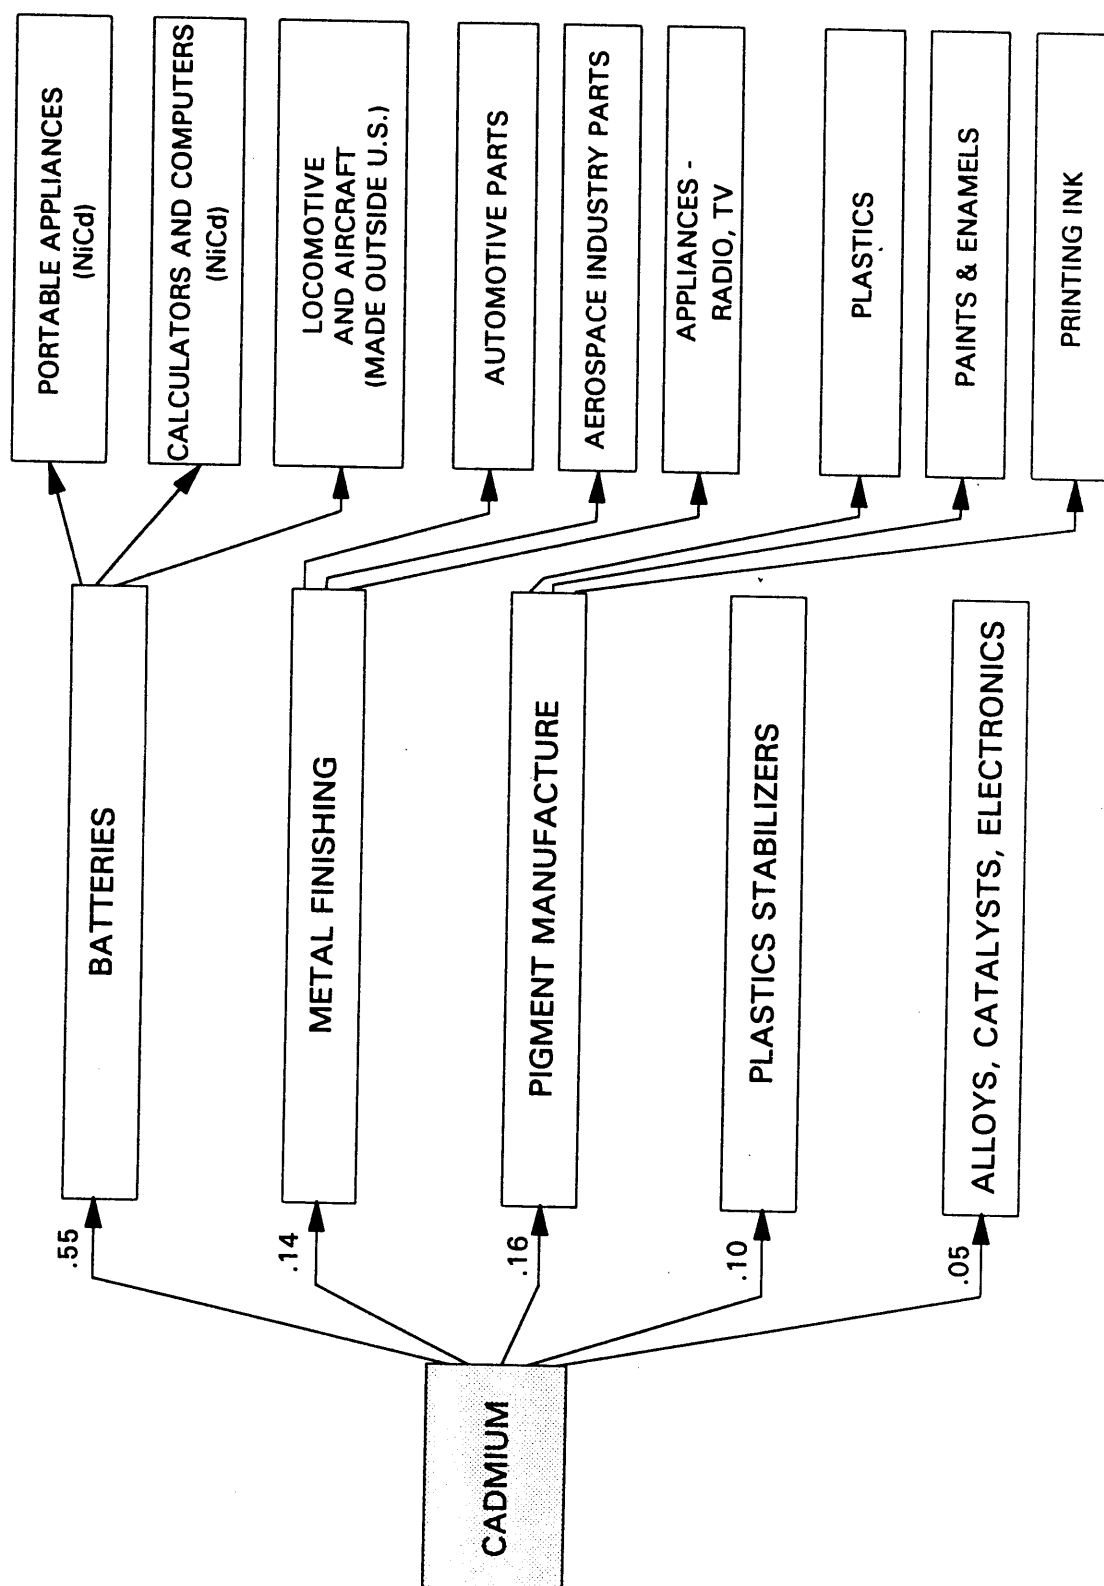 CADMIUM
.55
BATTERIES
PORTABLE APPLIANCES
(NiCd)
CALCULATORS AND COMPUTERS
(NiCd)
LOCOMOTIVE
AND AIRCRAFT
(MADE OUTSIDE U.S.)
.14
METAL FINISHING
AUTOMOTIVE PARTS
AEROSPACE INDUSTRY PARTS
APPLIANCES -
RADIO, TV
.16
PIGMENT MANUFACTURE
PLASTICS
PAINTS & ENAMELS
PRINTING INK
.10
PLASTICS STABILIZERS
.05
ALLOYS, CATALYSTS, ELECTRONICS